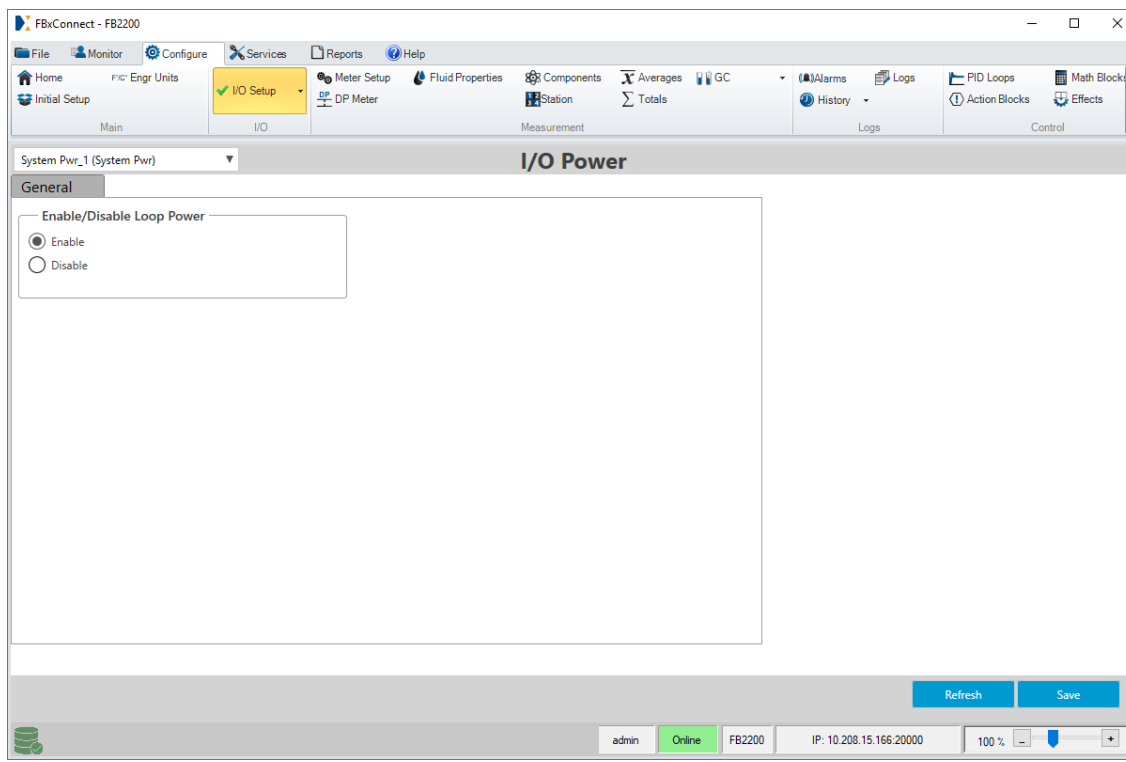 FBxConnect - FB2200
File Monitor Configure Services Reports Help
Home Engr Units I/O Setup Meter Setup Fluid Properties Components x Averages GC Alarms Logs PID Loops Math Blocks
Initial Setup DP DP Meter Station ∑ Totals History Action Blocks Effects
Main I/O Measurement Logs Control
System Pwr_1 (System Pwr) I/O Power
General
Enable/Disable Loop Power
Enable
Disable
Refresh Save
admin Online FB2200 IP: 10.208.15.166:20000 100 % - +